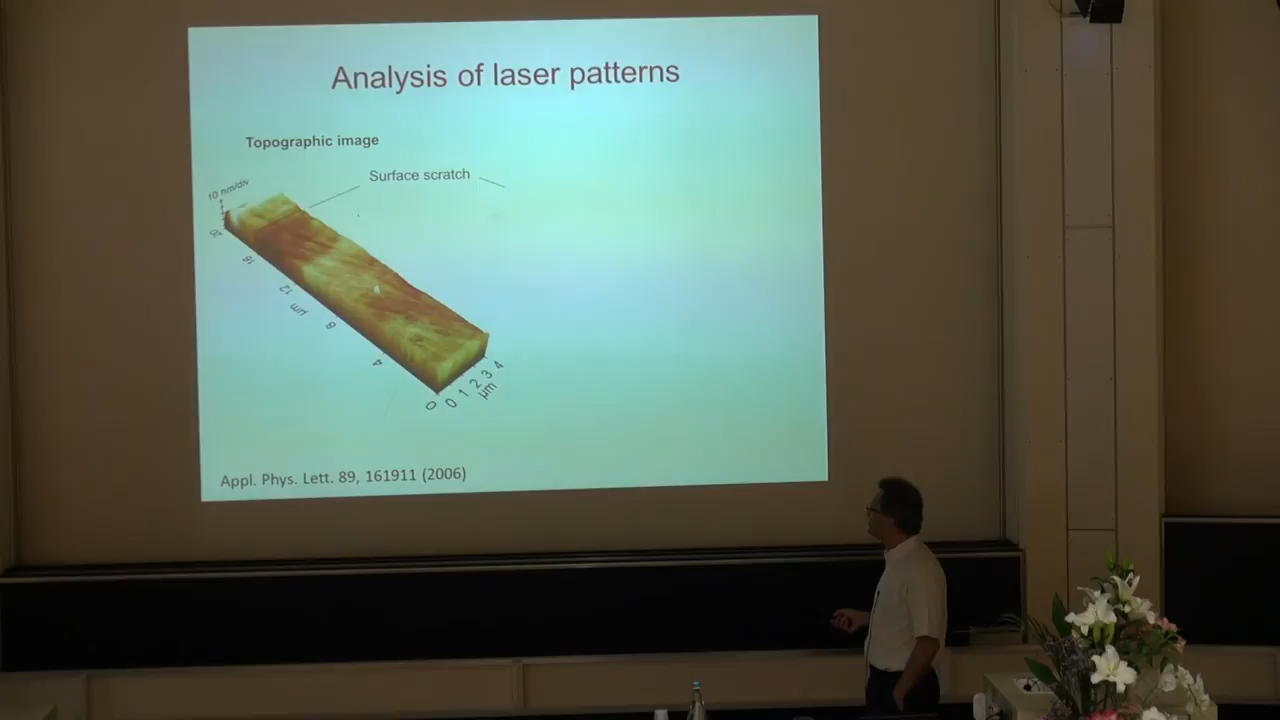 Analysis of laser patterns
Topographic image
Surface scratch
10 nm/div
20
16
12
µm
8
4
0
0 1 2 3 4
µm
Appl. Phys. Lett. 89, 161911 (2006)